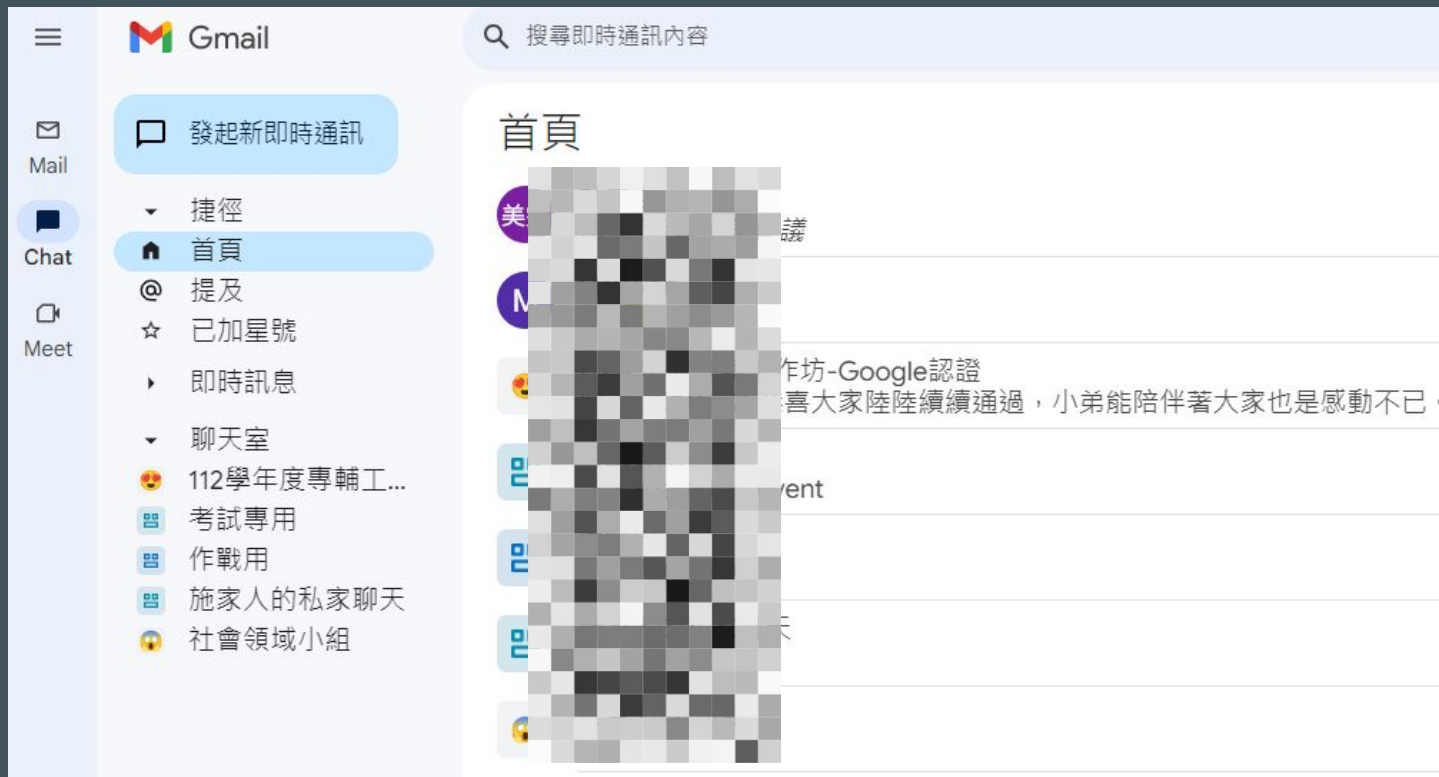 Gmail
搜尋即時通訊內容
Mail
Chat
Meet
發起新即時通訊
捷徑
首頁
提及
已加星號
即時訊息
聊天室
112學年度專輔工...
考試專用
作戰用
施家人的私家聊天
社會領域小組
首頁
美
議
M
作坊-Google認證
喜大家陸陸續續通過，小弟能陪伴著大家也是感動不已。
vent
天